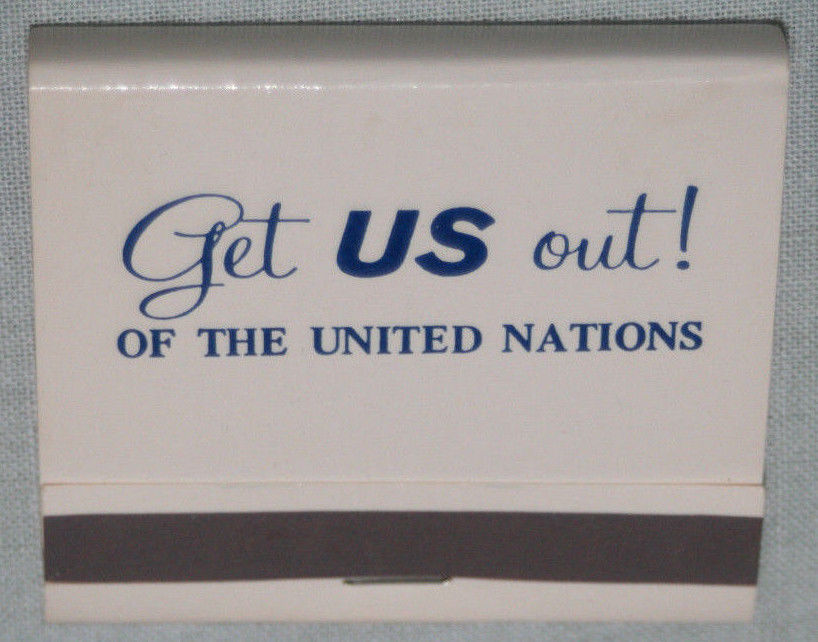 Get US out!
OF THE UNITED NATIONS